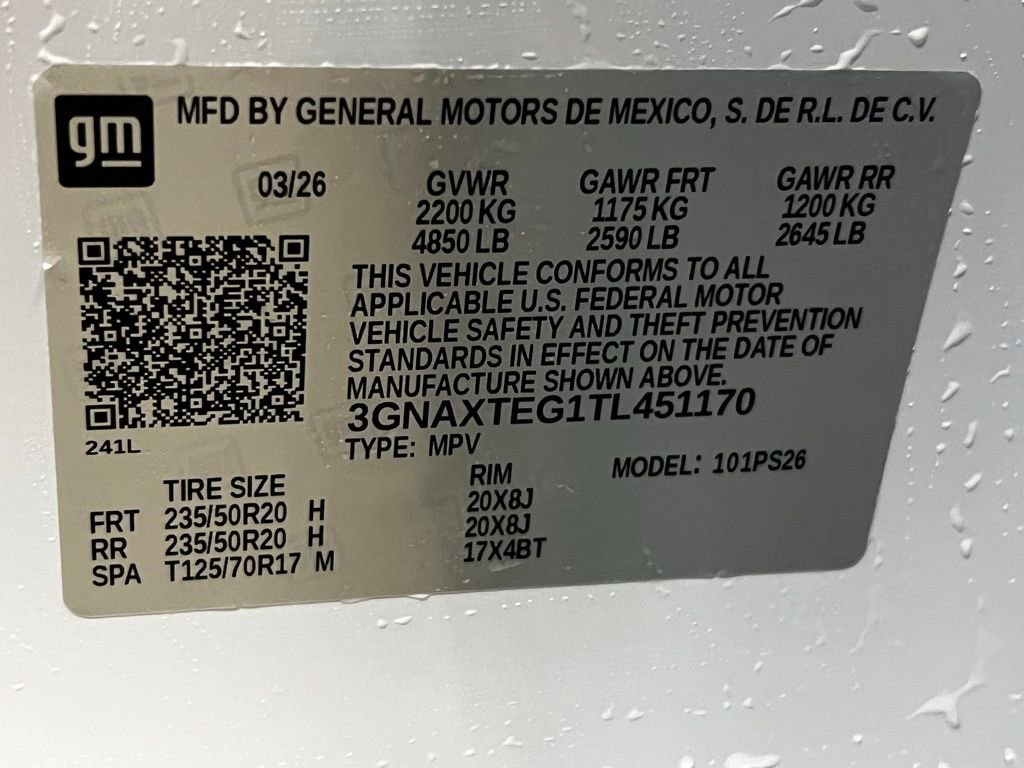 gm
MFD BY GENERAL MOTORS DE MEXICO, S. DE R.L. DE C.V.
03/26 GVWR GAWR FRT GAWR RR
2200 KG 1175 KG 1200 KG
4850 LB 2590 LB 2645 LB
THIS VEHICLE CONFORMS TO ALL
APPLICABLE U.S. FEDERAL MOTOR
VEHICLE SAFETY AND THEFT PREVENTION
STANDARDS IN EFFECT ON THE DATE OF
MANUFACTURE SHOWN ABOVE.
3GNAXTEG1TL451170
241L TYPE: MPV
TIRE SIZE RIM MODEL: 101PS26
FRT 235/50R20 H 20X8J
RR 235/50R20 H 20X8J
SPA T125/70R17 M 17X4BT